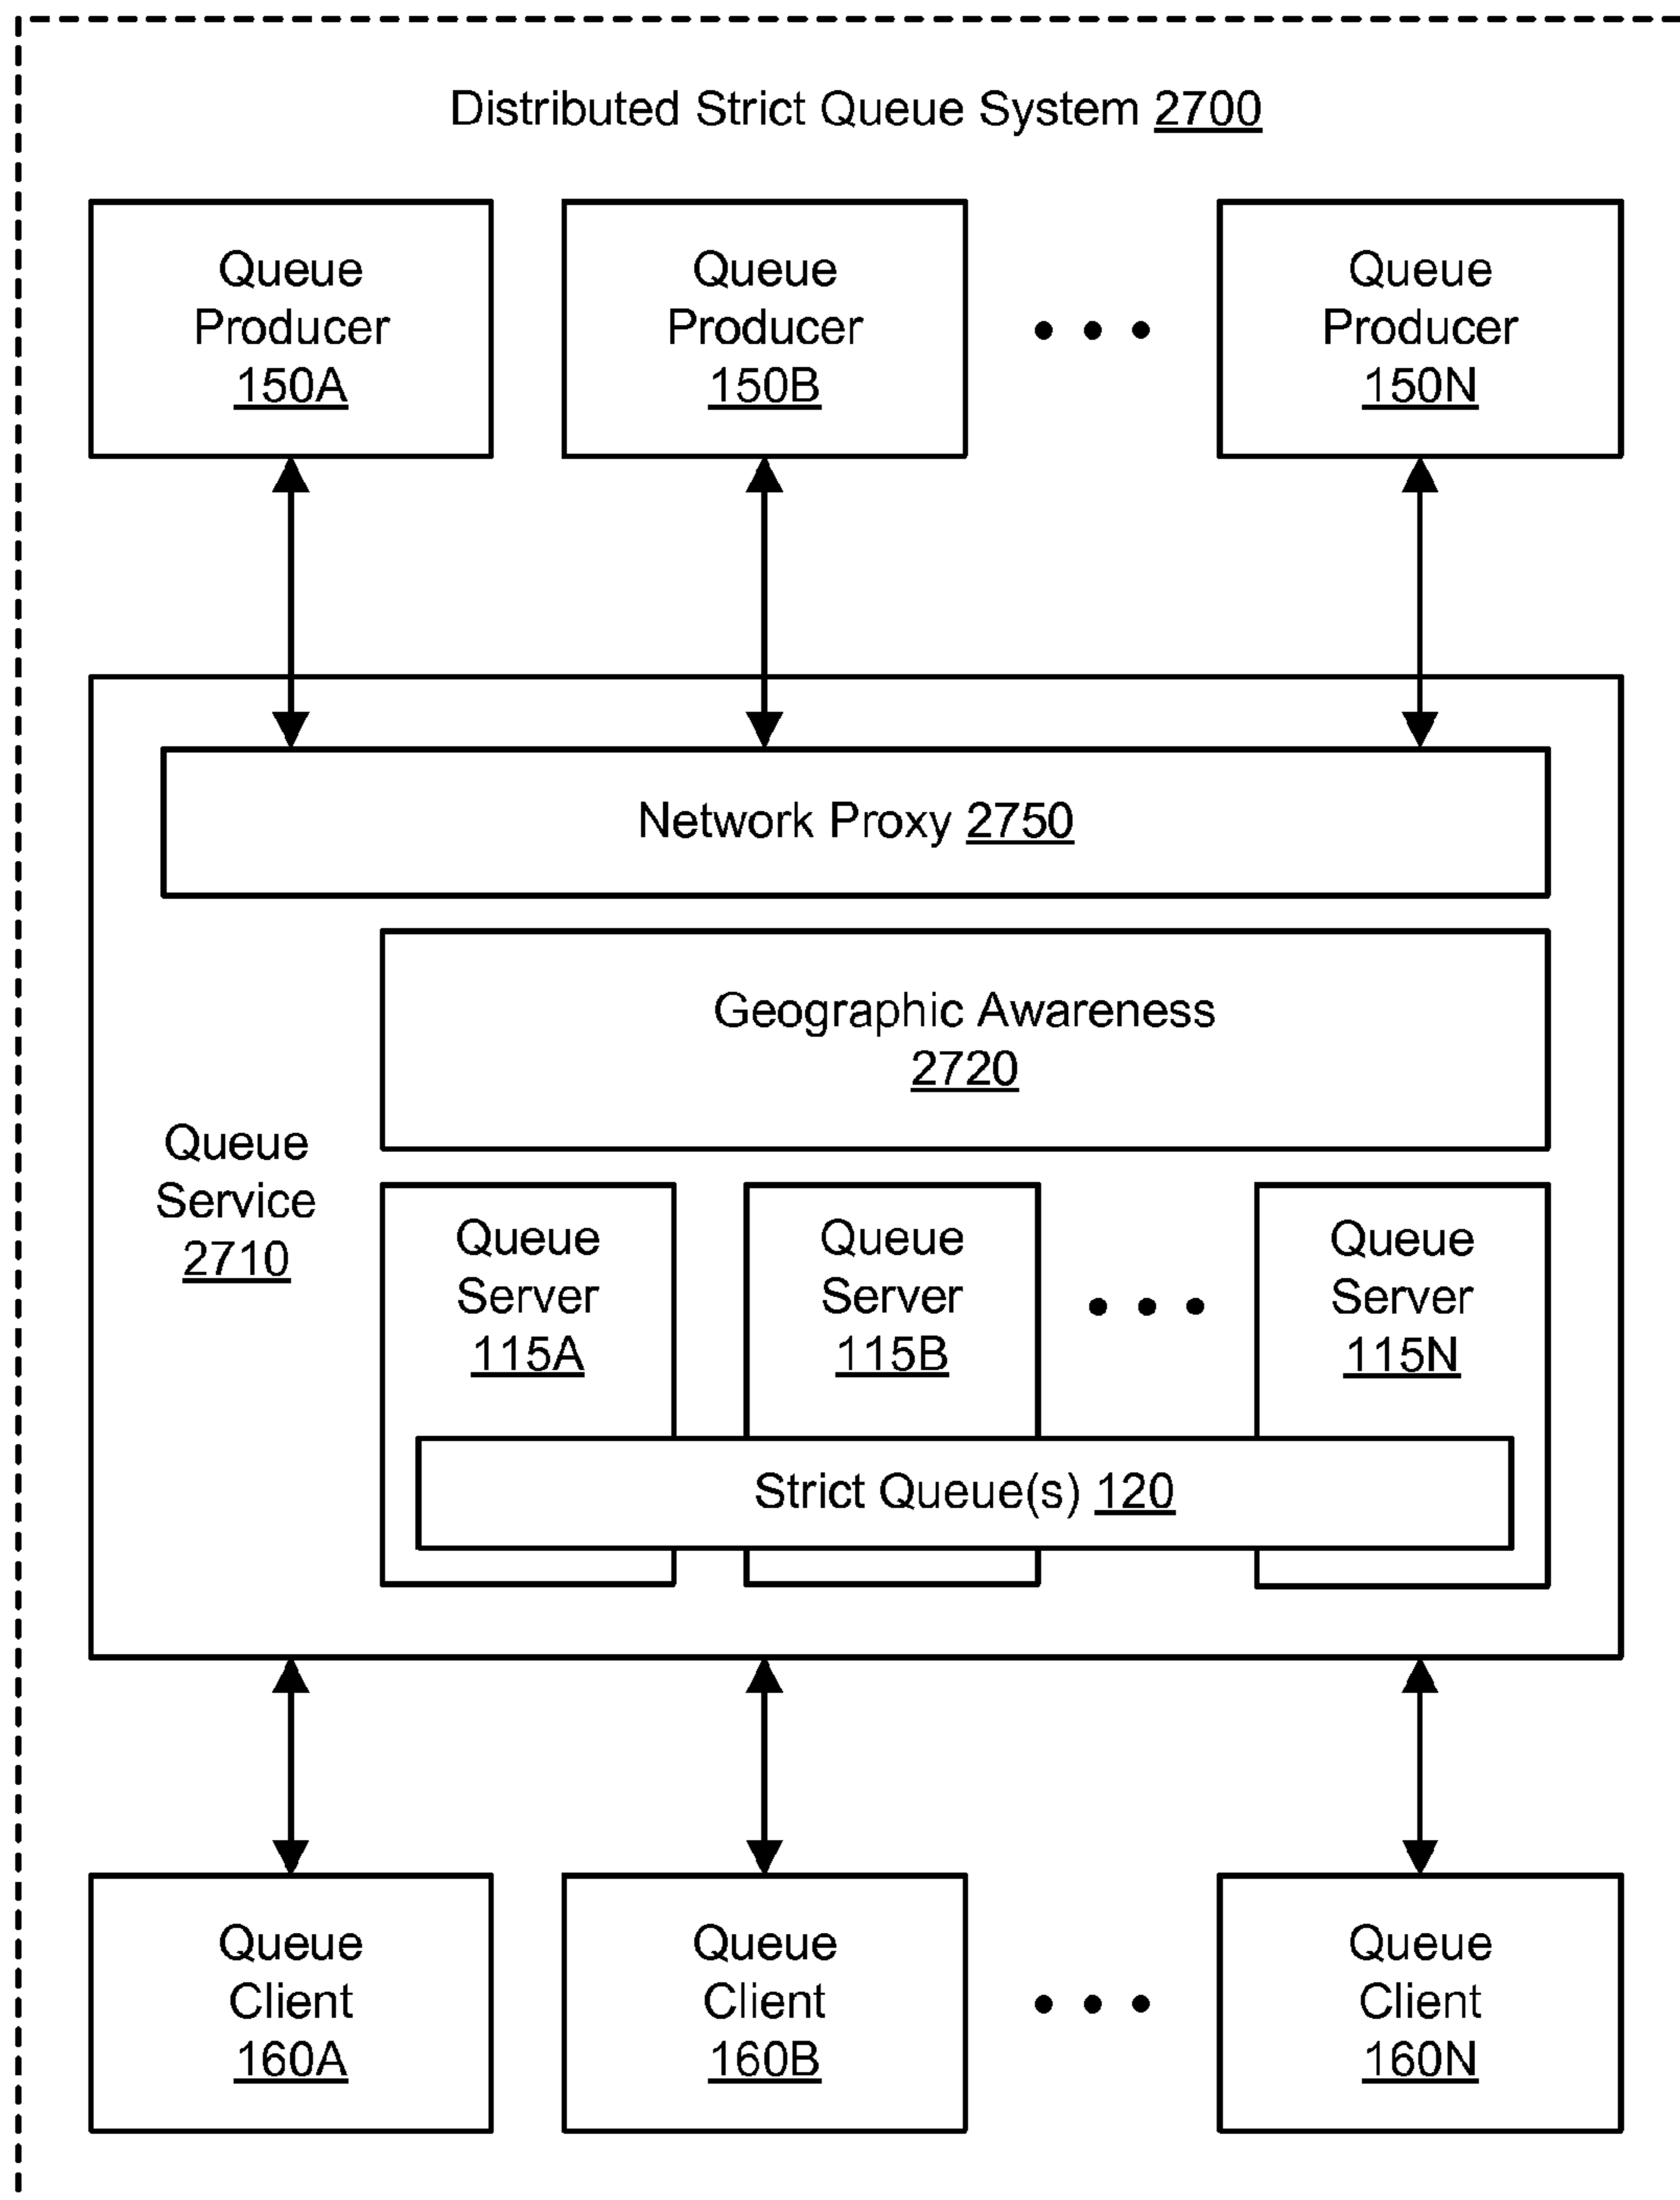 Distributed Strict Queue System 2700
Queue
Producer
150A
Queue
Producer
150B
Queue
Producer
150N
Network Proxy 2750
Geographic Awareness
2720
Queue
Service
2710
Queue
Server
115A
Queue
Server
115B
Queue
Server
115N
Strict Queue(s) 120
Queue
Client
160A
Queue
Client
160B
Queue
Client
160N